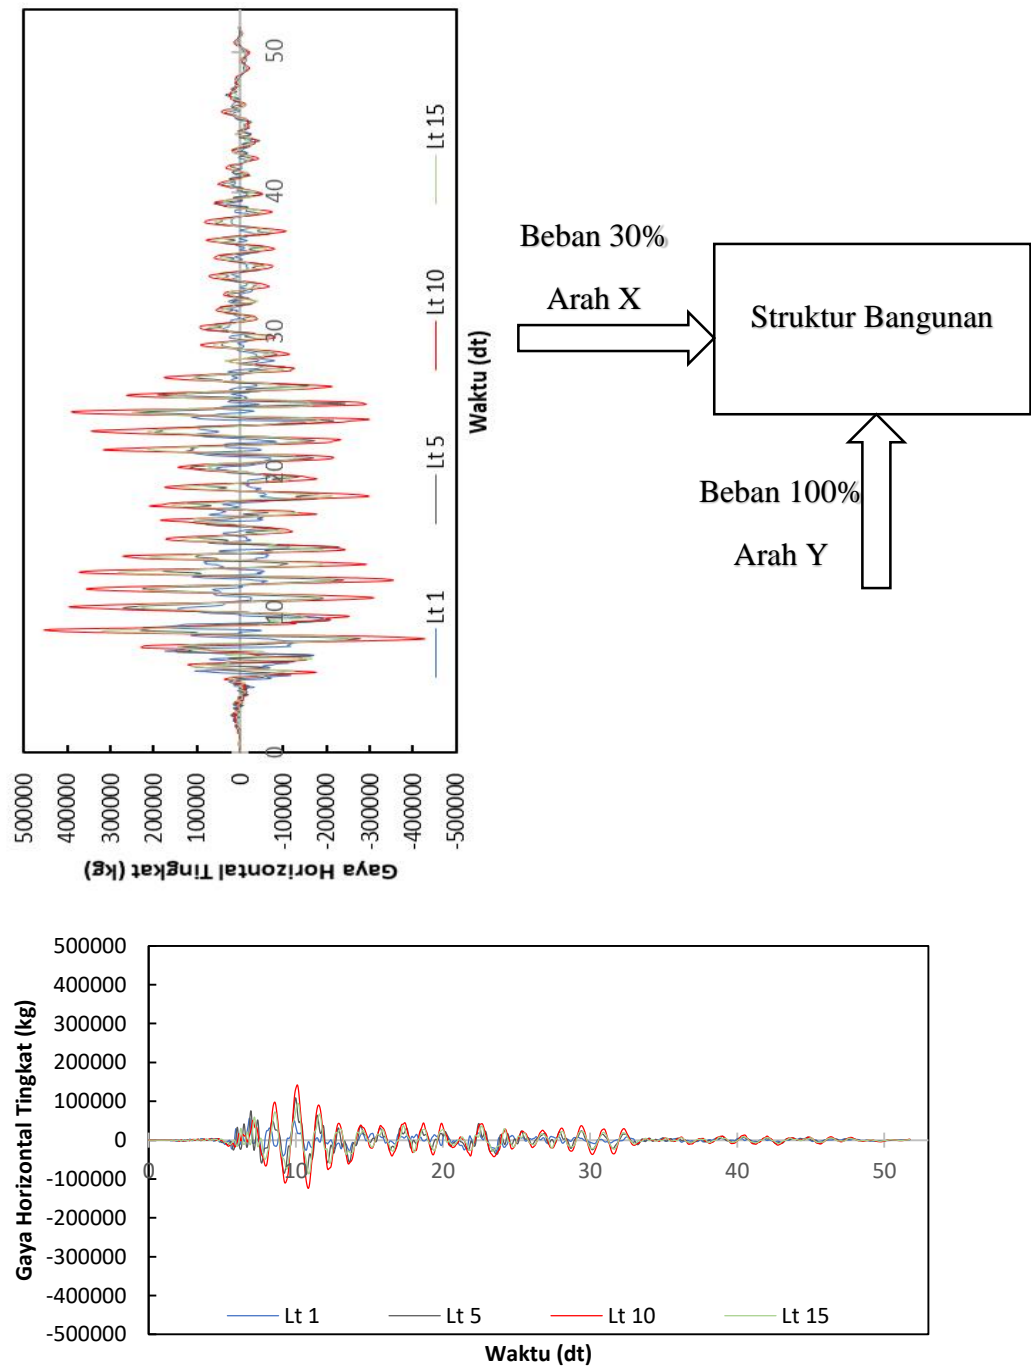 500000
400000
300000
200000
100000
0
-100000
-200000
-300000
-400000
-500000
Gaya Horizontal Tingkat (kg)
0
10
20
30
40
50
Waktu (dt)
Lt 1
Lt 5
Lt 10
Lt 15
Beban 30%
Arah X
Struktur Bangunan
Beban 100%
Arah Y
500000
400000
300000
200000
100000
0
-100000
-200000
-300000
-400000
-500000
Gaya Horizontal Tingkat (kg)
0
10
20
30
40
50
Lt 1
Lt 5
Lt 10
Lt 15
Waktu (dt)